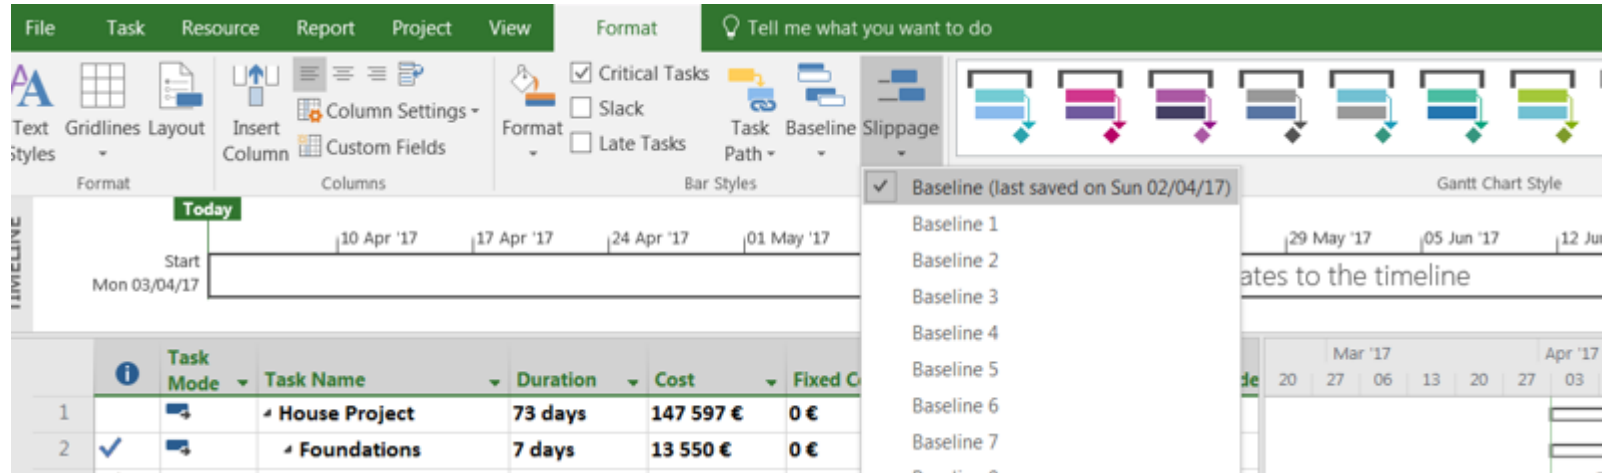 File Task Resource Report Project View Format Tell me what you want to do
Text Styles
Gridlines
Layout
Format
Insert Column
Column Settings
Custom Fields
Columns
Format
Critical Tasks
Slack
Late Tasks
Task Path
Baseline
Slippage
Bar Styles
Gantt Chart Style
Baseline (last saved on Sun 02/04/17)
Baseline 1
Baseline 2
Baseline 3
Baseline 4
Baseline 5
Baseline 6
Baseline 7
TIMELINE
Today
10 Apr '17 17 Apr '17 24 Apr '17 01 May '17 29 May '17 05 Jun '17 12 Ju
Start
Mon 03/04/17
ates to the timeline
Mar '17 Apr '17
Task Mode Task Name Duration Cost Fixed C
20 27 06 13 20 27 03
1 House Project 73 days 147 597 € 0 €
2 Foundations 7 days 13 550 € 0 €